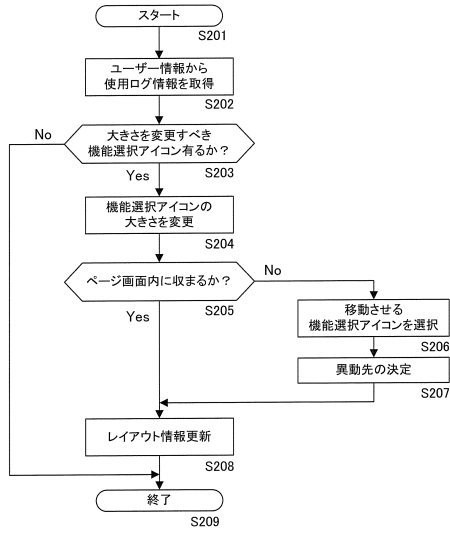 スタート
S201
ユーザー情報から
使用ログ情報を取得
S202
No
大きさを変更すべき
機能選択アイコン有るか？
Yes
S203
機能選択アイコンの
大きさを変更
S204
ページ画面内に収まるか？
No
Yes
S205
移動させる
機能選択アイコンを選択
S206
異動先の決定
S207
レイアウト情報更新
S208
終了
S209